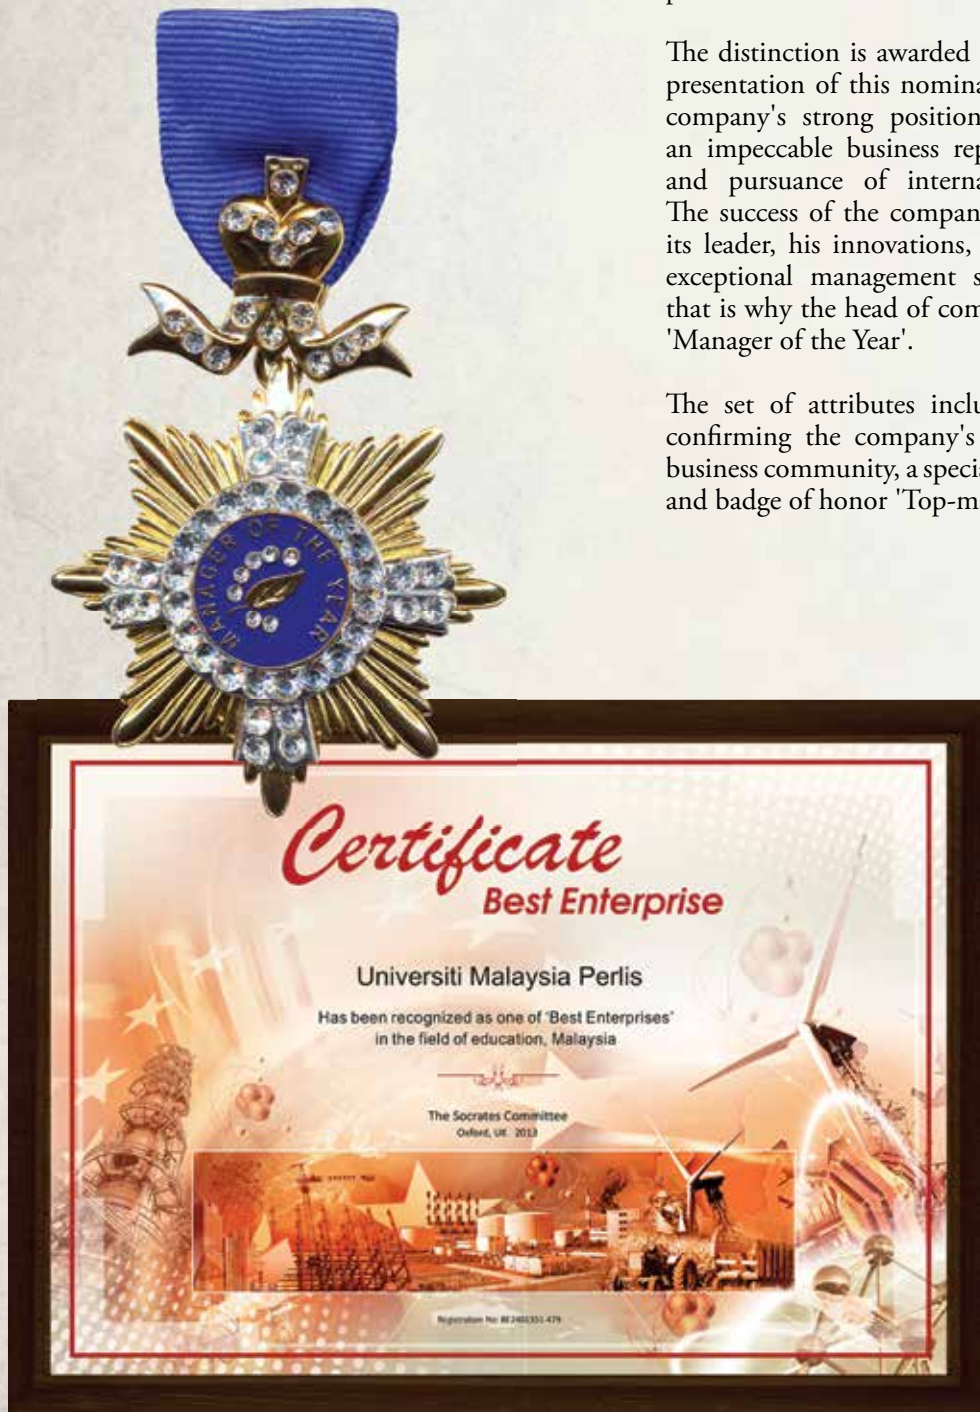 The distinction is awarded
presentation of this nomina
company's strong position
an impeccable business rep
and pursuance of interna
The success of the compan
its leader, his innovations,
exceptional management s
that is why the head of com
'Manager of the Year'.
The set of attributes inclu
confirming the company's
business community, a specia
and badge of honor 'Top-m
MANAGER OF THE YEAR
Certificate
Best Enterprise
Universiti Malaysia Perlis
Has been recognized as one of 'Best Enterprises'
in the field of education, Malaysia
The Socrates Committee
Oxford, UK 2013
Registration No: